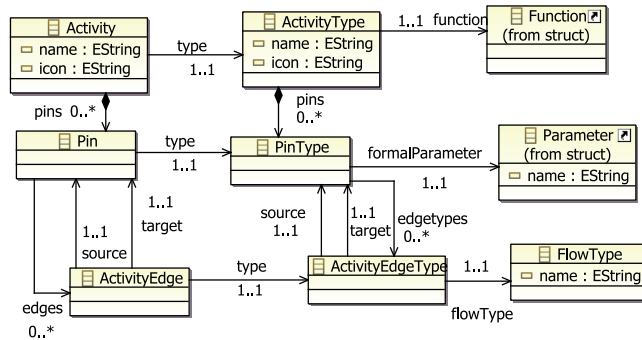 Activity
name : EString
icon : EString
type
1..1
ActivityType
name : EString
icon : EString
1..1 function
Function
(from struct)
pins 0..*
pins
0..*
Pin
type
1..1
PinType
formalParameter
1..1
Parameter
(from struct)
name : EString
1..1
target
1..1
source
source
1..1
1..1
target
edgetypes
0..*
edges
0..*
ActivityEdge
type
1..1
ActivityEdgeType
1..1
flowType
FlowType
name : EString